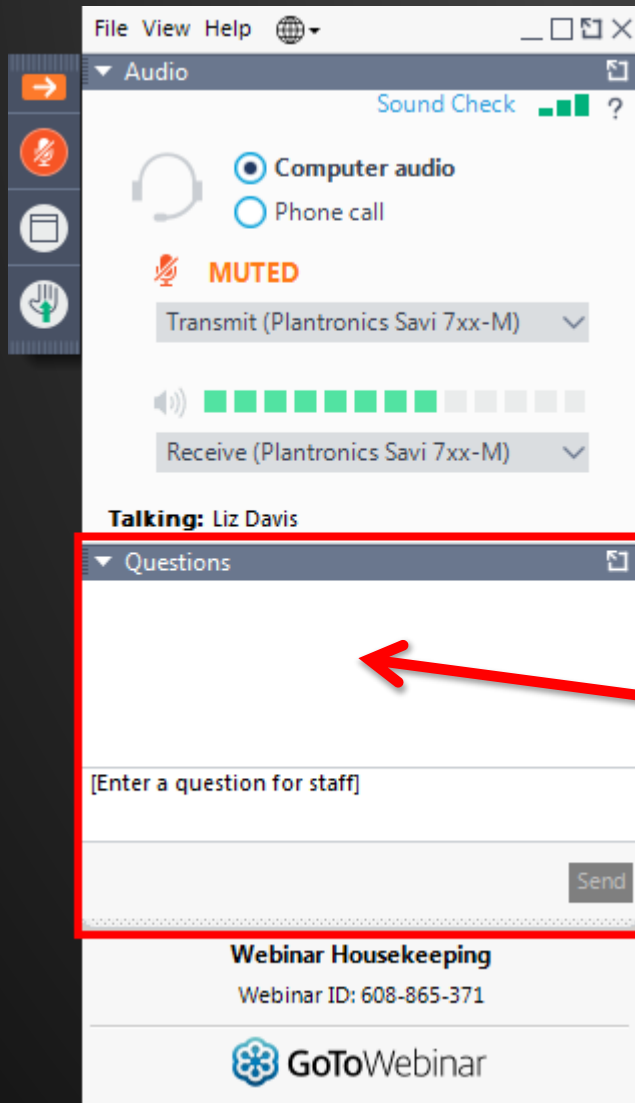 File View Help
Audio
Sound Check ?
Computer audio
Phone call
MUTED
Transmit (Plantronics Savi 7xx-M)
Receive (Plantronics Savi 7xx-M)
Talking: Liz Davis
Questions
[Enter a question for staff]
Send
Webinar Housekeeping
Webinar ID: 608-865-371
GoToWebinar